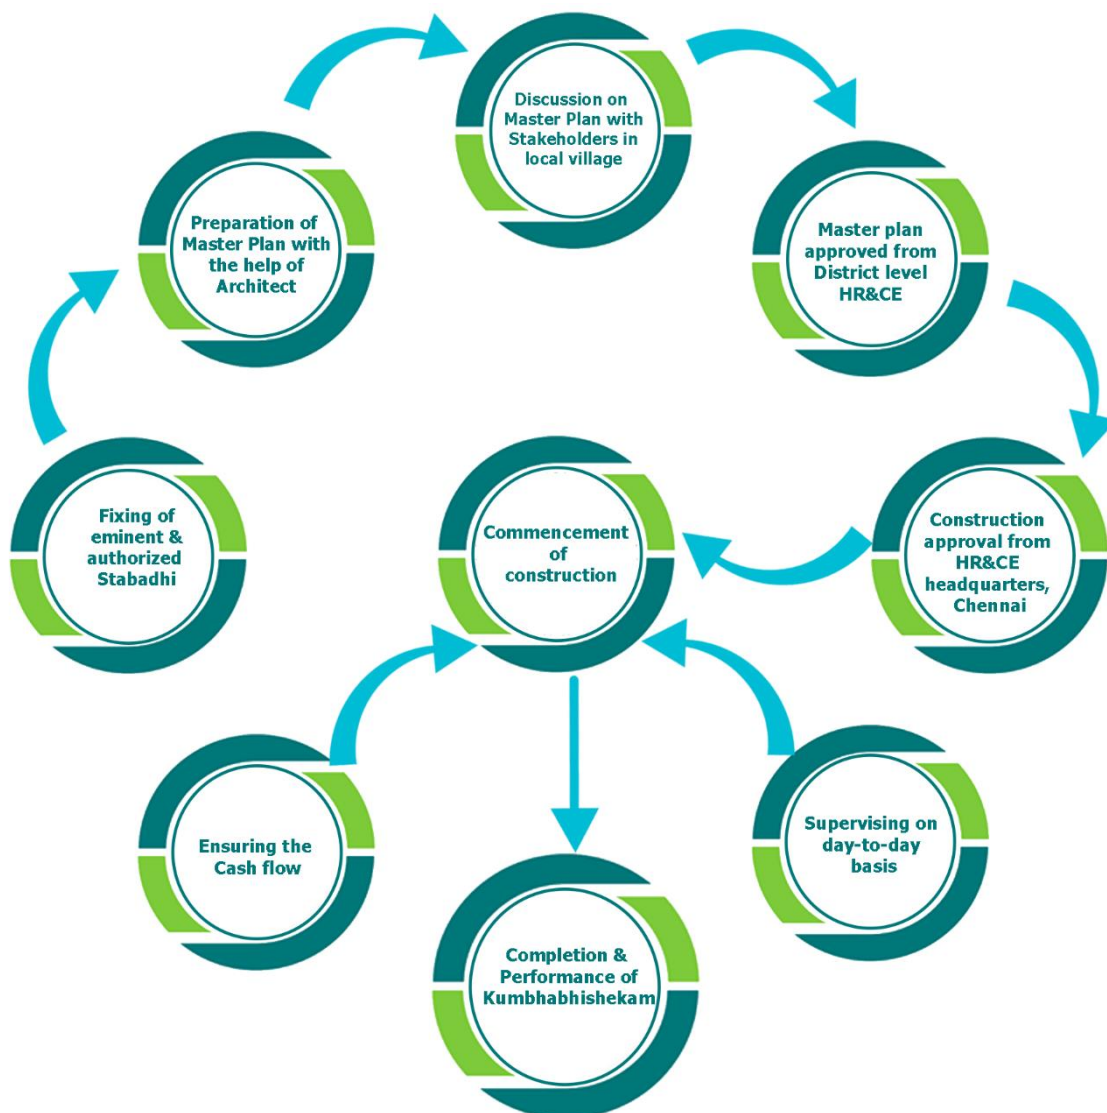 Fixing of
eminent &
authorized
Stabadhi
Preparation of
Master Plan with
the help of
Architect
Discussion on
Master Plan with
Stakeholders in
local village
Master plan
approved from
District level
HR&CE
Construction
approval from
HR&CE
headquarters,
Chennai
Commencement
of
construction
Ensuring the
Cash flow
Supervising on
day-to-day
basis
Completion &
Performance of
Kumbhabhishekam